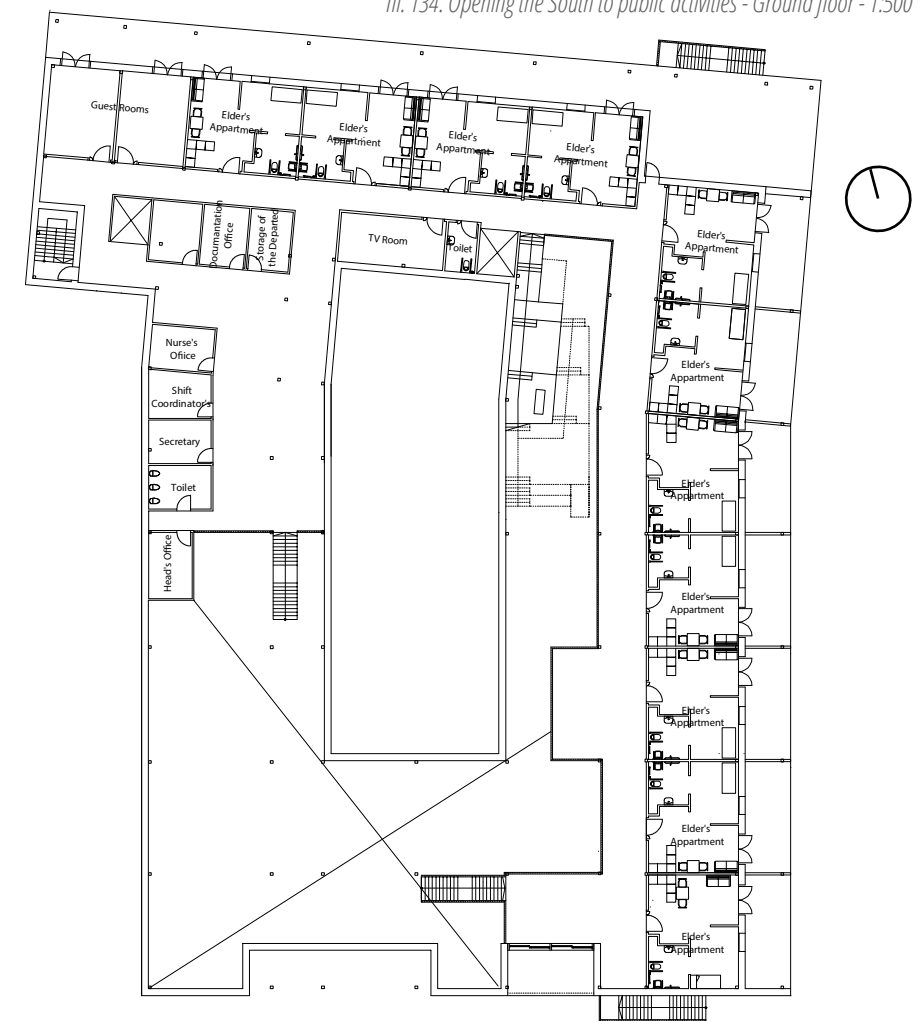 Ill. 134. Opening the South to public activities - Ground floor - 1:500
Guest Rooms
Elder's
Appartment
Elder's
Appartment
Elder's
Appartment
Elder's
Appartment
Documantation
Office
Storage of
the Departed
TV Room
Toilet
Elder's
Appartment
Nurse's
Ofiice
Shift
Coordinator's
Secretary
Toilet
Head's Office
Elder's
Appartment
Elder's
Appartment
Elder's
Appartment
Elder's
Appartment
Elder's
Appartment
Elder's
Appartment